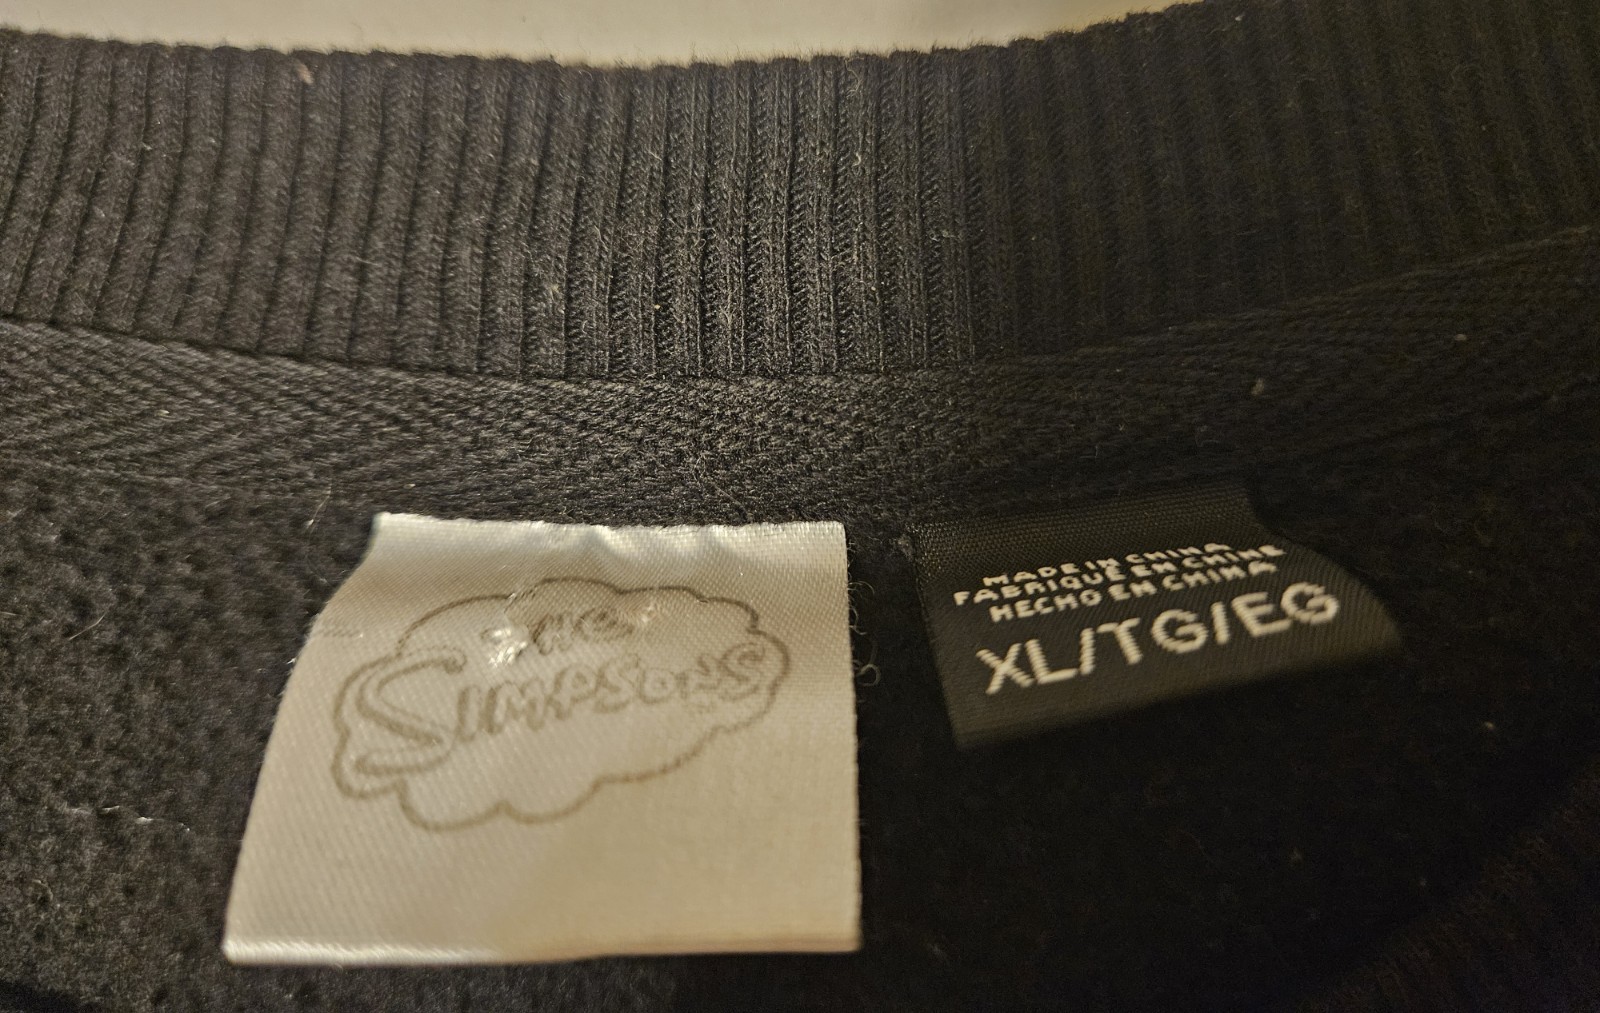 THE
SIMPSONS
MADE IN CHINA
FABRIQUÉ EN CHINE
HECHO EN CHINA
XL/TG/EG